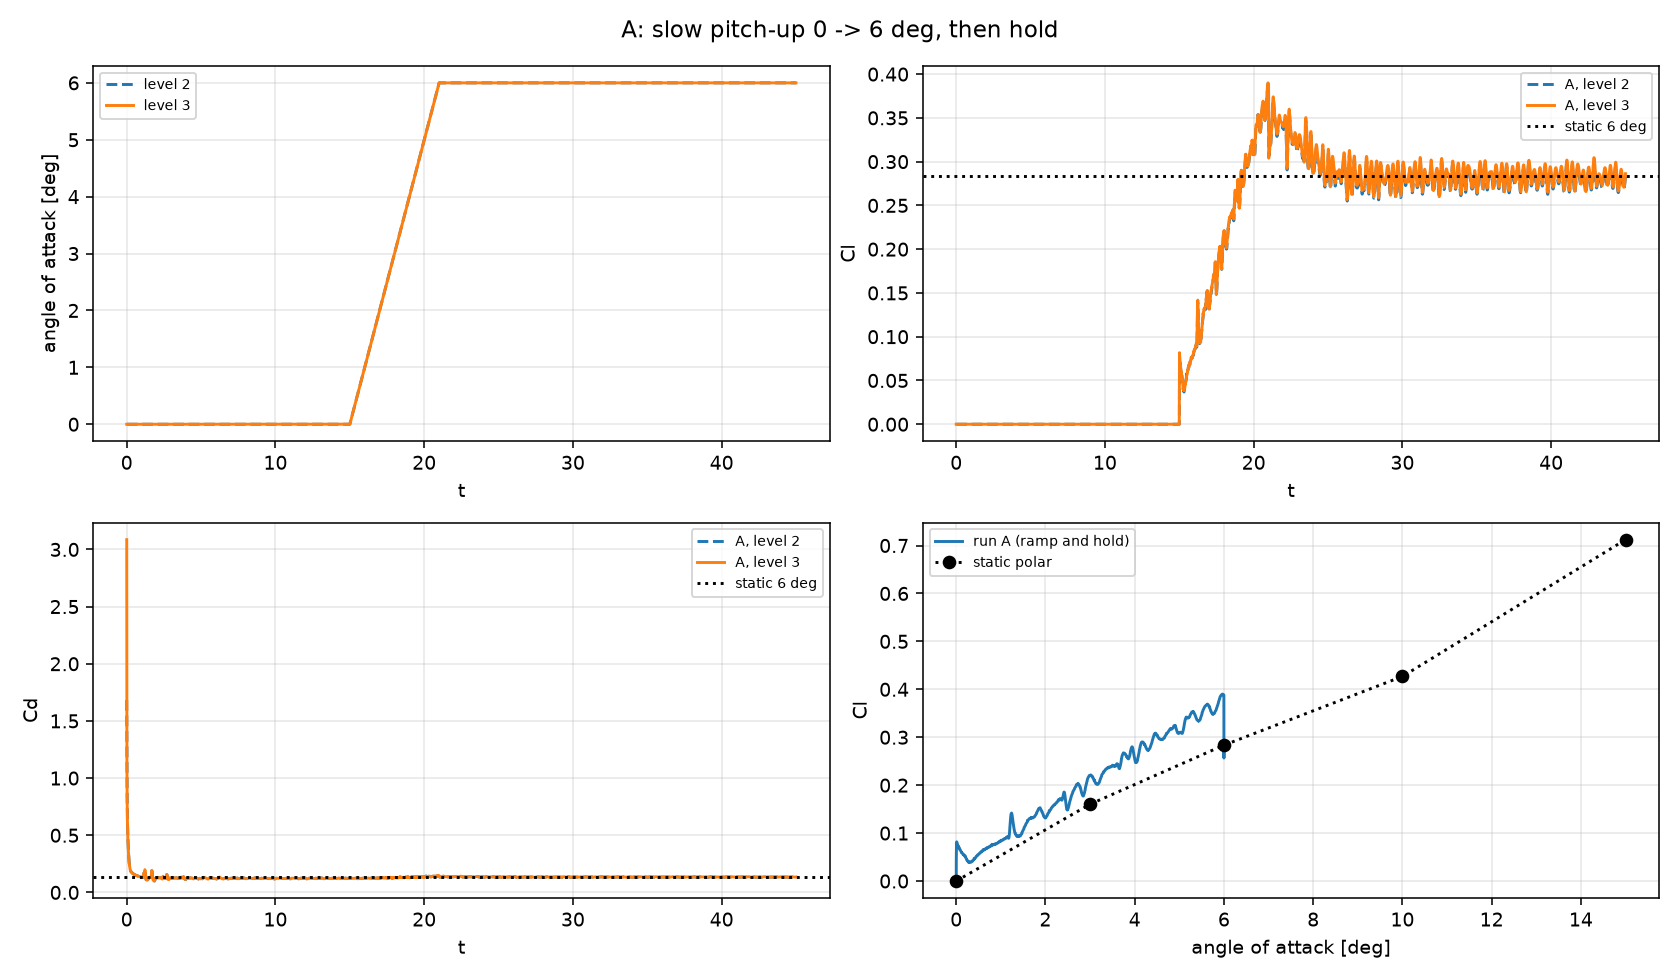 A: slow pitch-up 0 -> 6 deg, then hold
angle of attack [deg]
6
5
4
3
2
1
0
level 2
level 3
0 10 20 30 40
t
Cl
0.40
0.35
0.30
0.25
0.20
0.15
0.10
0.05
0.00
A, level 2
A, level 3
static 6 deg
0 10 20 30 40
t
Cd
3.0
2.5
2.0
1.5
1.0
0.5
0.0
A, level 2
A, level 3
static 6 deg
0 10 20 30 40
t
Cl
0.7
0.6
0.5
0.4
0.3
0.2
0.1
0.0
run A (ramp and hold)
static polar
0 2 4 6 8 10 12 14
angle of attack [deg]